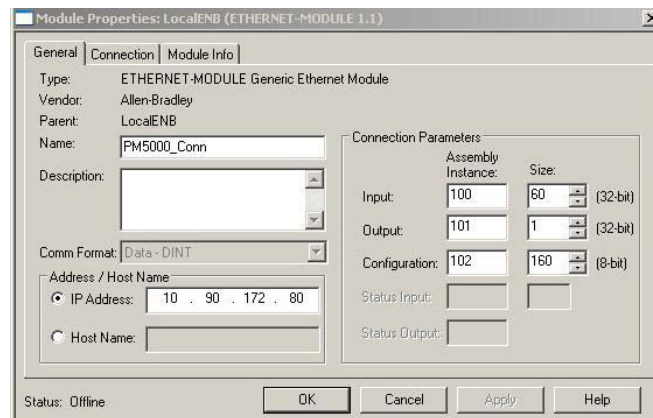 Module Properties: LocalENB (ETHERNET-MODULE 1.1)
General Connection Module Info
Type: ETHERNET-MODULE Generic Ethernet Module
Vendor: Allen-Bradley
Parent: LocalENB
Name: PM5000_Conn
Description:
Comm Format: Data - DINT
Address / Host Name
IP Address: 10 . 90 . 172 . 80
Host Name:
Connection Parameters
Assembly
Instance: Size:
Input: 100 60 (32-bit)
Output: 101 1 (32-bit)
Configuration: 102 160 (8-bit)
Status Input:
Status Output:
Status: Offline OK Cancel Apply Help